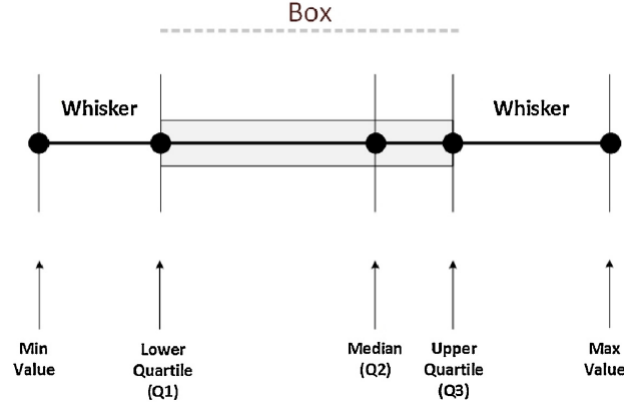 Box
Whisker
Whisker
Min
Value
Lower
Quartile
(Q1)
Median
(Q2)
Upper
Quartile
(Q3)
Max
Value